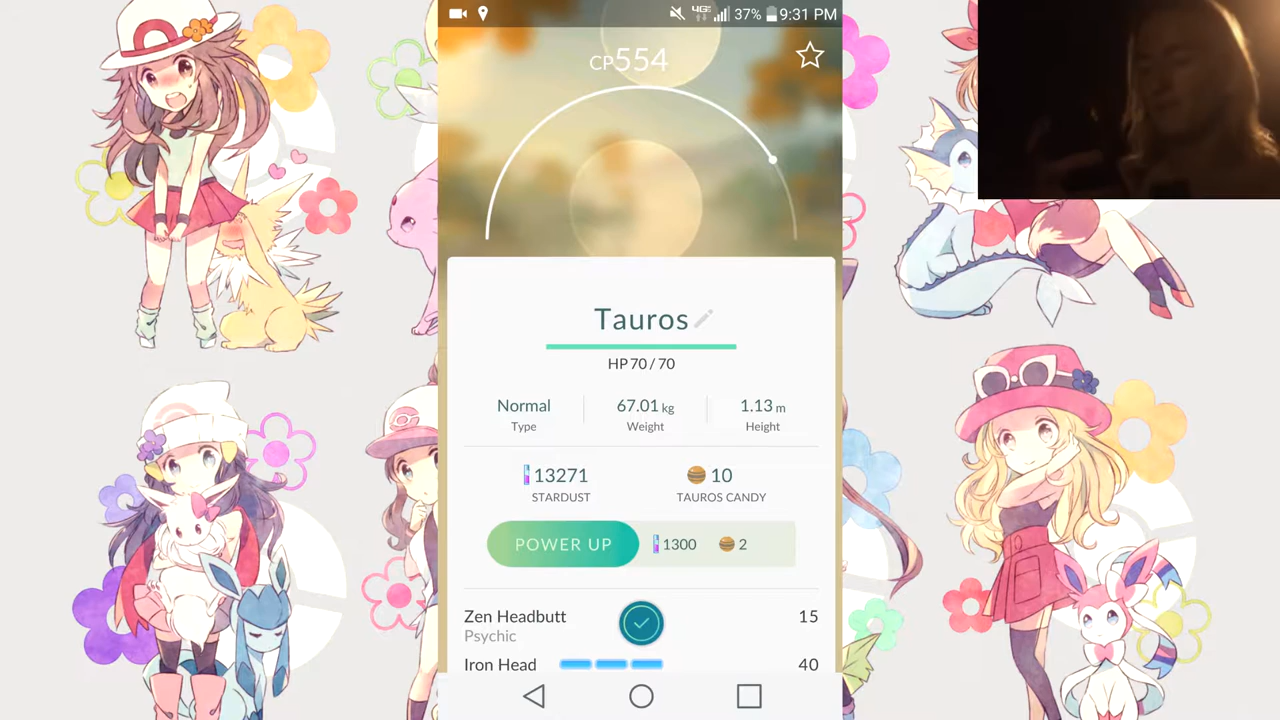 4GE 37% 9:31 PM
CP554
Tauros
HP 70 / 70
Normal 67.01 kg 1.13 m
Type Weight Height
13271 10
STARDUST TAUROS CANDY
POWER UP 1300 2
Zen Headbutt 15
Psychic
Iron Head 40